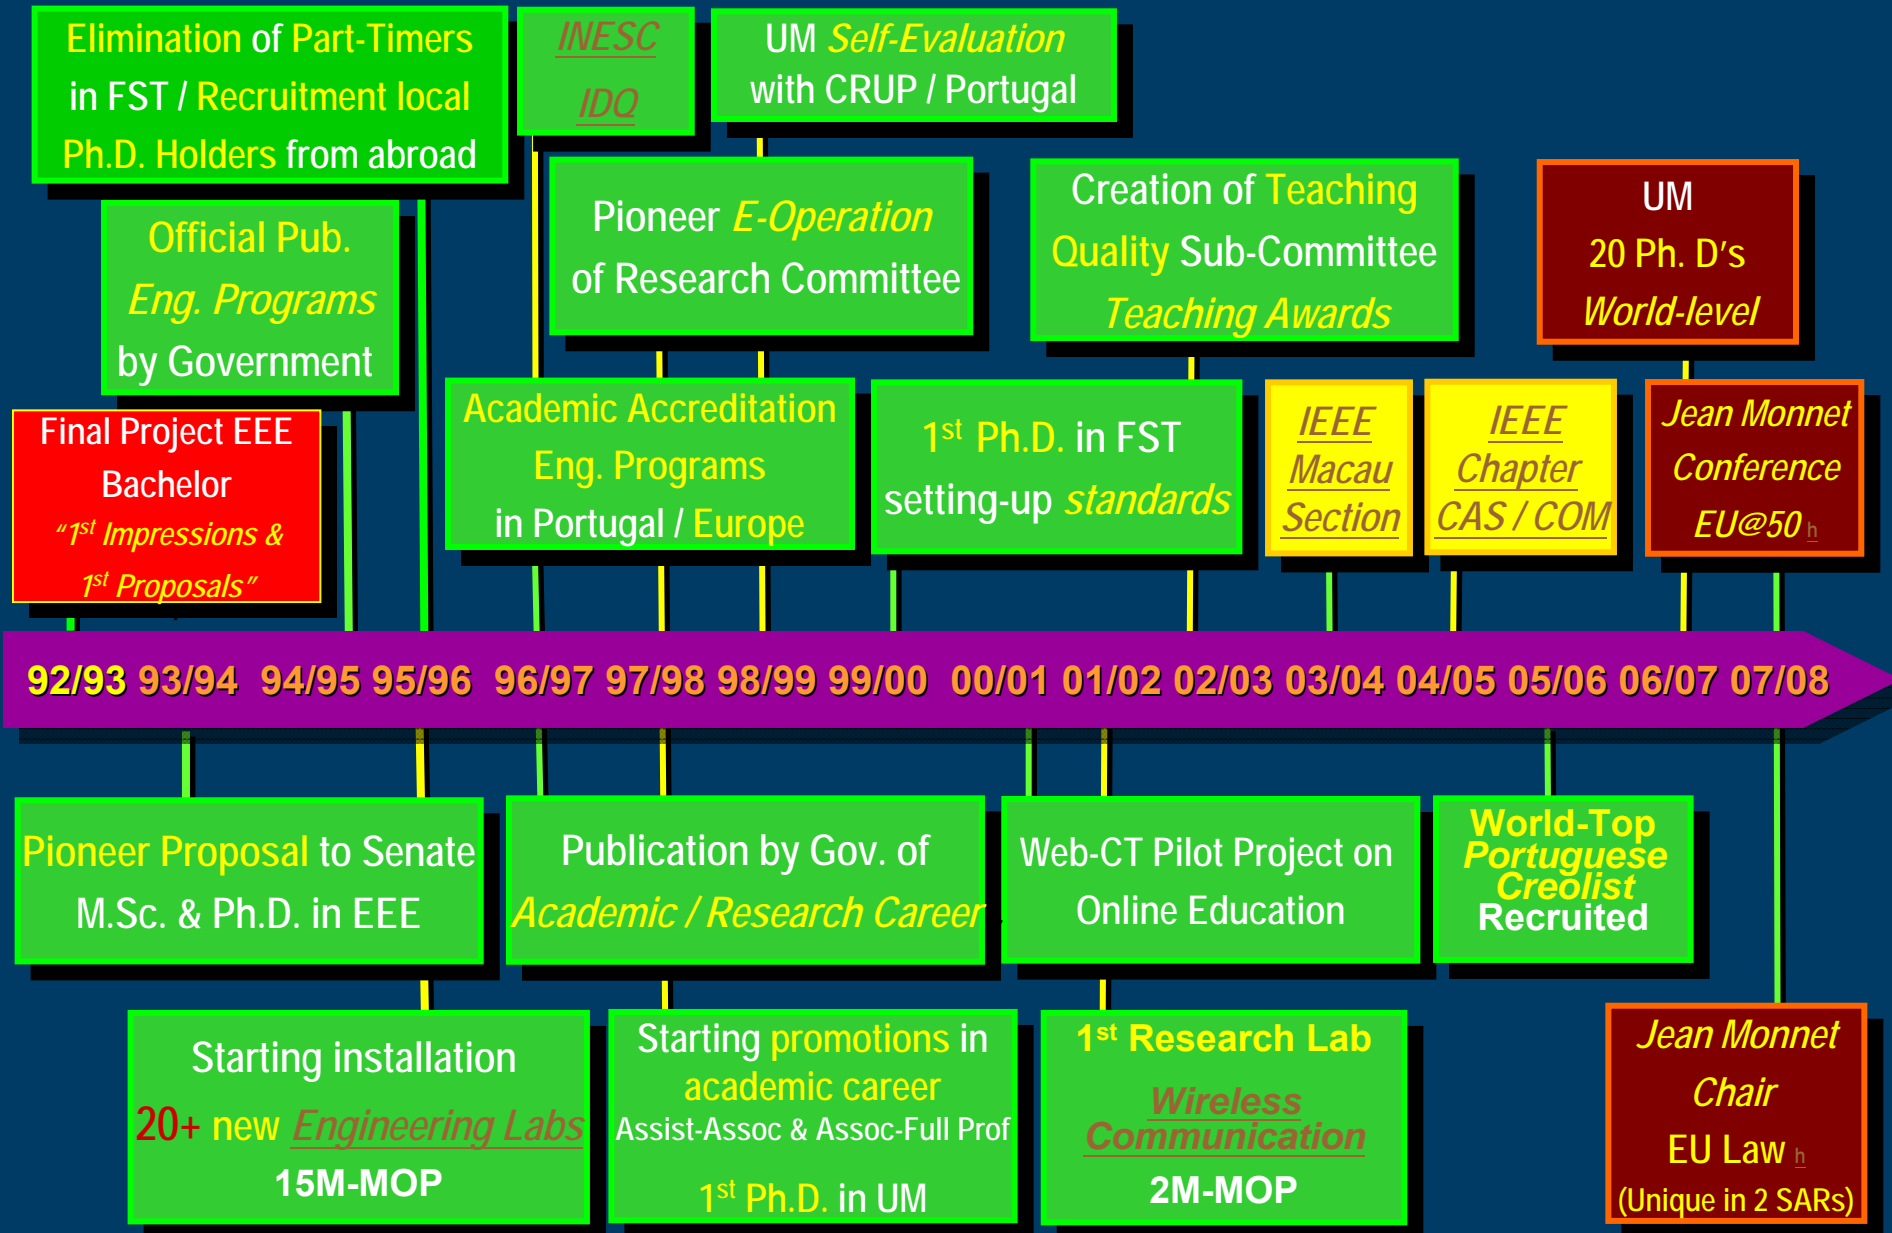 Elimination of Part-Timers
in FST / Recruitment local
Ph.D. Holders from abroad
INESC
IDQ
UM Self-Evaluation
with CRUP / Portugal
Official Pub.
Eng. Programs
by Government
Pioneer E-Operation
of Research Committee
Creation of Teaching
Quality Sub-Committee
Teaching Awards
UM
20 Ph. D's
World-level
Final Project EEE
Bachelor
"1st Impressions &
1st Proposals"
Academic Accreditation
Eng. Programs
in Portugal / Europe
1st Ph.D. in FST
setting-up standards
IEEE
Macau
Section
IEEE
Chapter
CAS / COM
Jean Monnet
Conference
EU@50 h
92/93 93/94 94/95 95/96 96/97 97/98 98/99 99/00 00/01 01/02 02/03 03/04 04/05 05/06 06/07 07/08
Pioneer Proposal to Senate
M.Sc. & Ph.D. in EEE
Publication by Gov. of
Academic / Research Career
Web-CT Pilot Project on
Online Education
World-Top
Portuguese
Creolist
Recruited
Starting installation
20+ new Engineering Labs
15M-MOP
Starting promotions in
academic career
Assist-Assoc & Assoc-Full Prof
1st Ph.D. in UM
1st Research Lab
Wireless
Communication
2M-MOP
Jean Monnet
Chair
EU Law h
(Unique in 2 SARs)